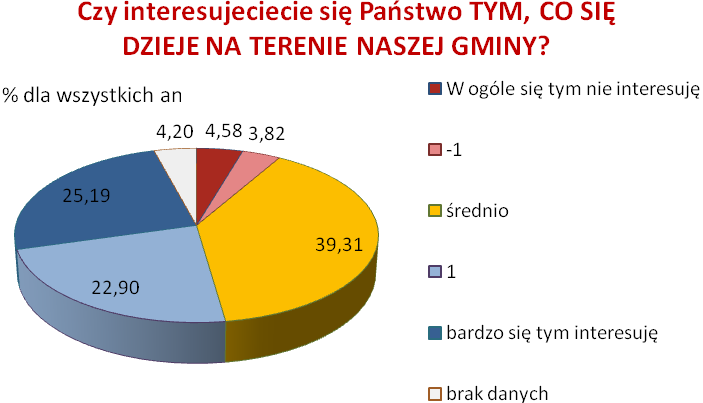 Czy interesujeciecie się Państwo TYM, CO SIĘ
DZIEJE NA TERENIE NASZEJ GMINY?
% dla wszystkich an
4,20
4,58
3,82
25,19
39,31
22,90
W ogóle się tym nie interesuję
-1
średnio
1
bardzo się tym interesuję
brak danych